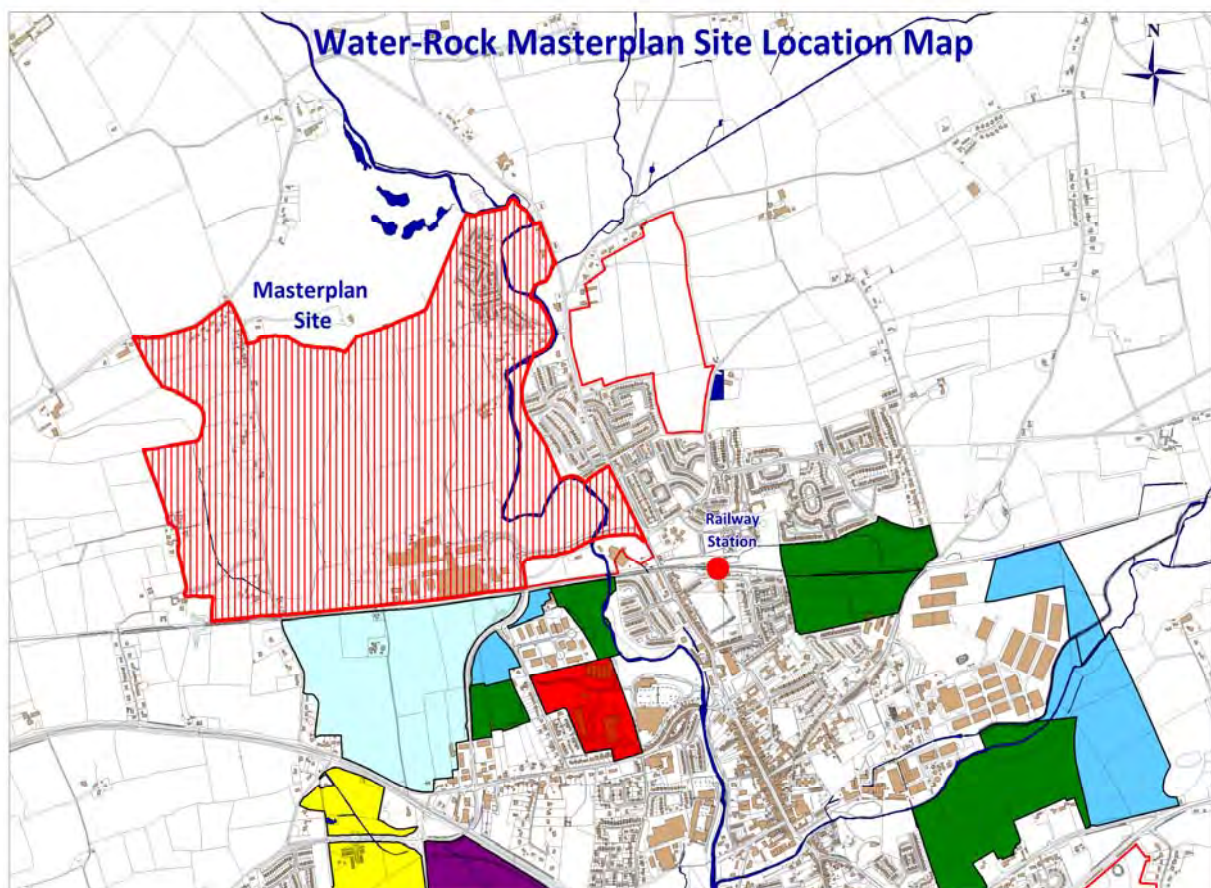 Water-Rock Masterplan Site Location Map
N
Masterplan
Site
Railway
Station